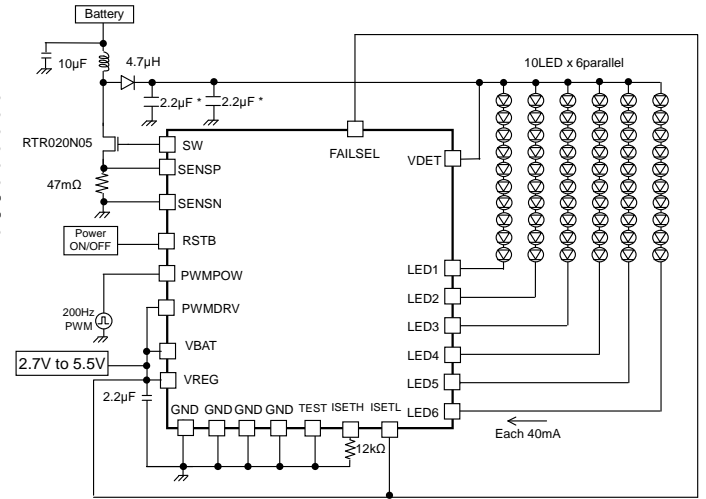 Battery
10µF
4.7µH
10LED x 6parallel
2.2µF *
2.2µF *
RTR020N05
SW
FAILSEL
VDET
SENSP
47mΩ
SENSN
Power
ON/OFF
RSTB
PWMPOW
LED1
200Hz
PWM
PWMDRV
LED2
LED3
VBAT
2.7V to 5.5V
LED4
VREG
LED5
2.2µF
GND GND GND GND TEST ISETH ISETL
LED6
Each 40mA
12kΩ